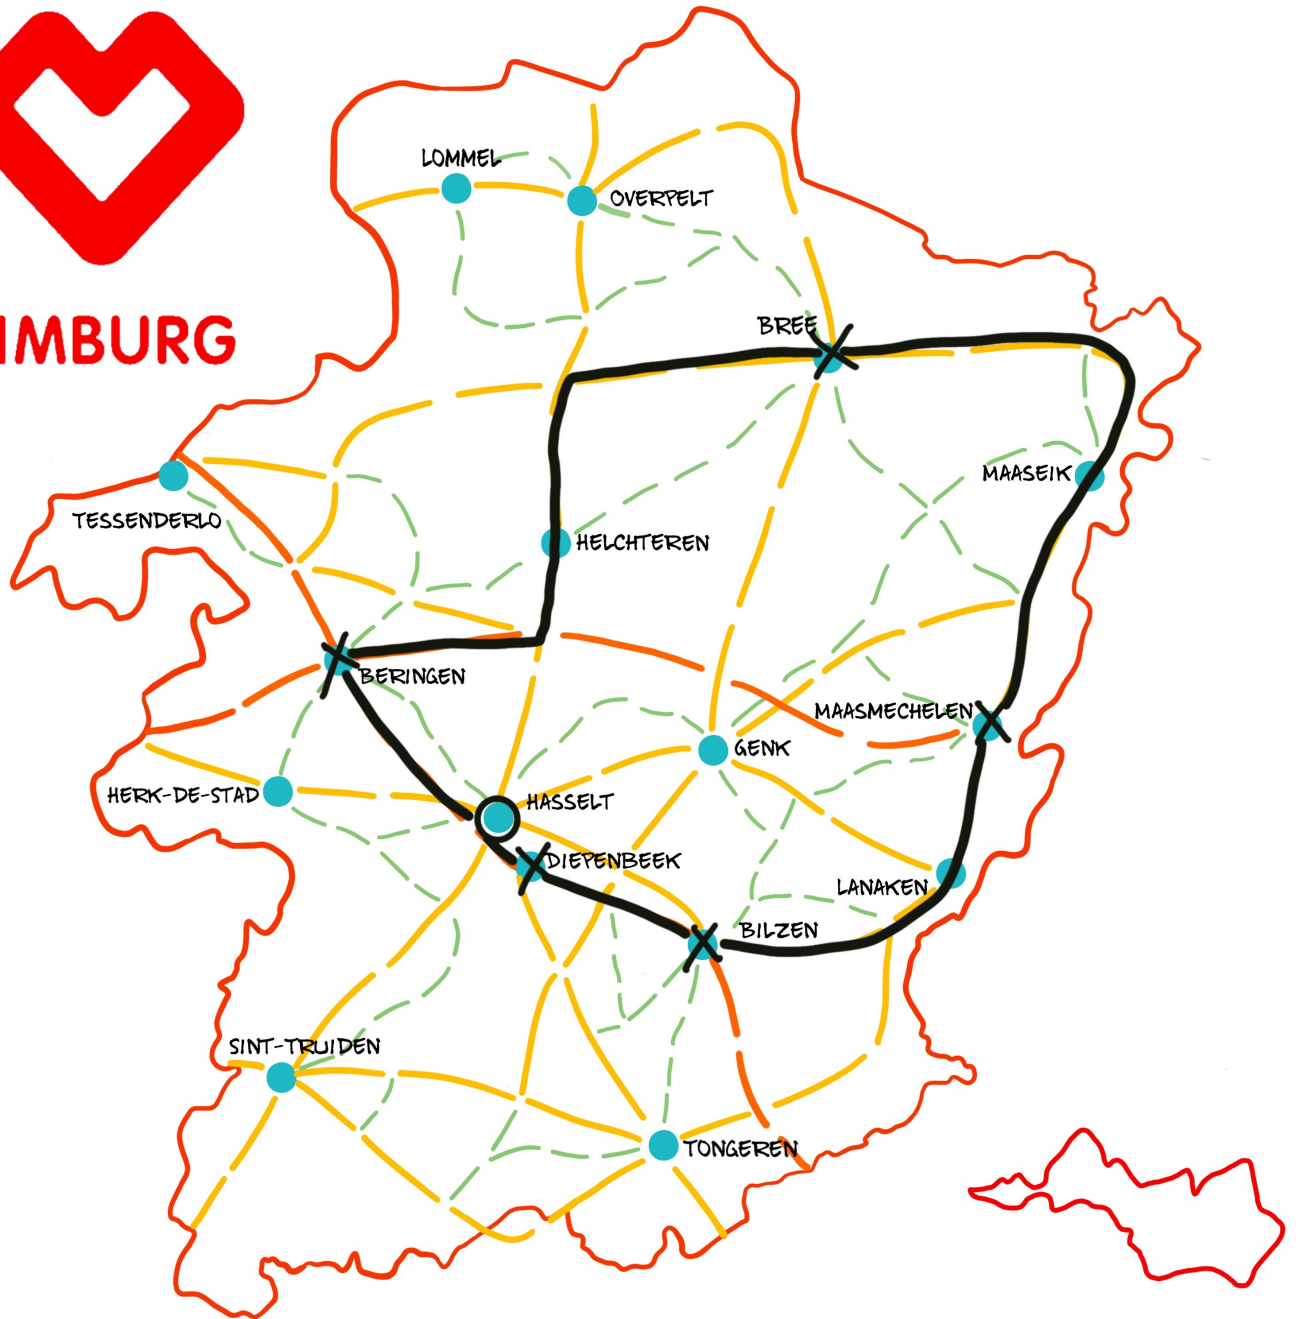 LOMMEL
OVERPELT
IMBURG
BREE
MAASEIK
TESSENDERLO
HELCHTEREN
BERINGEN
MAASMECHELEN
GENK
HERK-DE-STAD
HASSELT
DIEPENBEEK
LANAKEN
BILZEN
SINT-TRUIDEN
TONGEREN